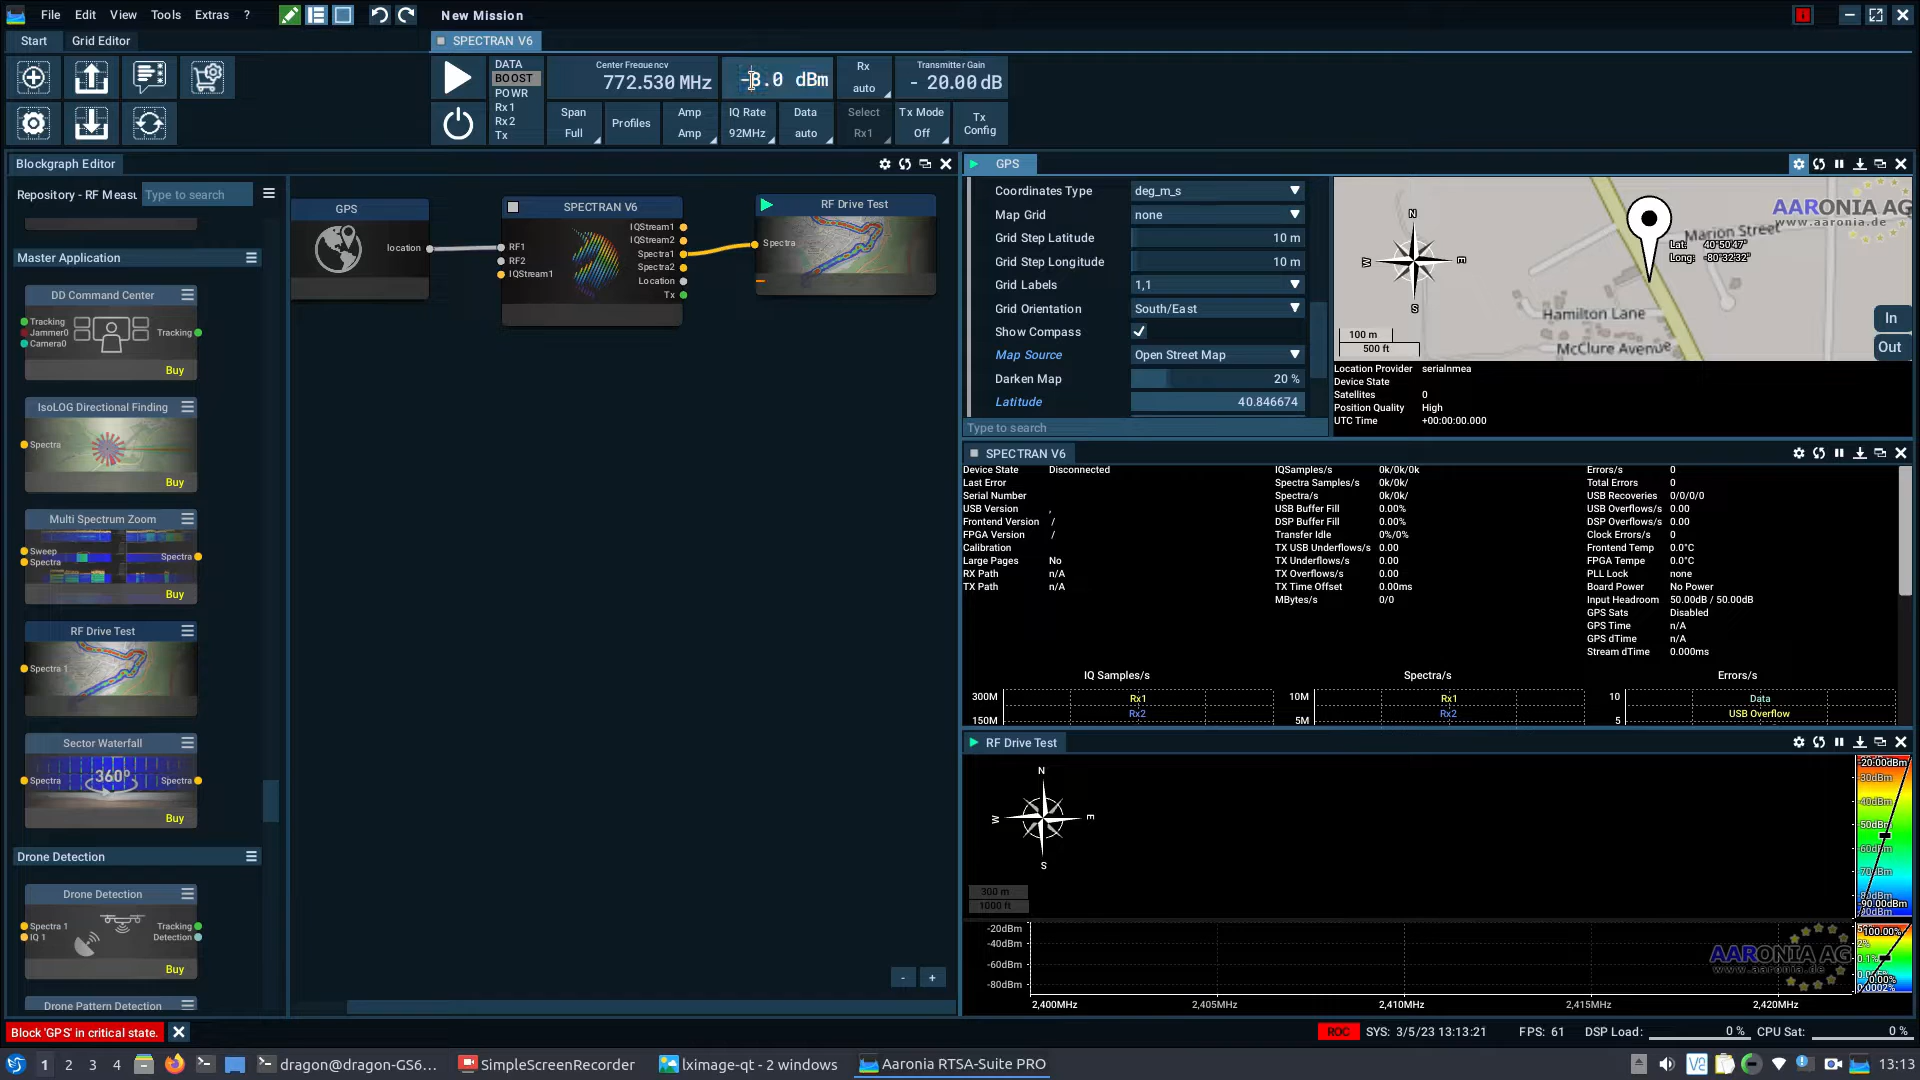 File Edit View Tools Extras ? New Mission
Start Grid Editor SPECTRAN V6
DATA
BOOST
POWR
Rx1
Rx2
Tx
Center Frequency
772.530 MHz
-8.0 dBm
Rx
auto
Transmitter Gain
- 20.00 dB
Span
Full
Profiles
Amp
Amp
IQ Rate
92MHz
Data
auto
Select
Rx1
Tx Mode
Off
Tx
Config
Blockgraph Editor
Repository - RF Measu Type to search
Master Application
DD Command Center
Tracking
Jammer0
Camera0
Tracking
Buy
IsoLOG Directional Finding
Spectra
Buy
Multi Spectrum Zoom
Sweep
Spectra
Spectra
Buy
RF Drive Test
Spectra 1
Sector Waterfall
360°
Spectra
Spectra
Buy
Drone Detection
Drone Detection
Spectra 1
IQ 1
Tracking
Detection
Buy
Drone Pattern Detection
GPS
location
SPECTRAN V6
RF1
RF2
IQStream1
IQStream1
IQStream2
Spectra1
Spectra2
Location
Tx
RF Drive Test
Spectra
- +
GPS
Coordinates Type deg_m_s
Map Grid none
Grid Step Latitude 10 m
Grid Step Longitude 10 m
Grid Labels 1,1
Grid Orientation South/East
Show Compass
Map Source Open Street Map
Darken Map 20 %
Latitude 40.846674
Type to search
N
W E
S
AARONIA AG
Marion Street
Lat: 40°50'47"
Long: -80°32'32"
Hamilton Lane
McClure Avenue
100 m
500 ft
In
Out
Location Provider serialnmea
Device State
Satellites 0
Position Quality High
UTC Time +00:00:00.000
SPECTRAN V6
Device State Disconnected
Last Error
Serial Number
USB Version ,
Frontend Version /
FPGA Version /
Calibration
Large Pages No
RX Path n/A
TX Path n/A
IQSamples/s 0k/0k/0k
Spectra Samples/s 0k/0k/
Spectra/s 0k/0k/
USB Buffer Fill 0.00%
DSP Buffer Fill 0.00%
Transfer Idle 0%/0%
TX USB Underflows/s 0.00
TX Underflows/s 0.00
TX Overflows/s 0.00
TX Time Offset 0.00ms
MBytes/s 0/0
Errors/s 0
Total Errors 0
USB Recoveries 0/0/0/0
USB Overflows/s 0.00
DSP Overflows/s 0.00
Clock Errors/s 0
Frontend Temp 0.0°C
FPGA Tempe 0.0°C
PLL Lock none
Board Power No Power
Input Headroom 50.00dB / 50.00dB
GPS Sats Disabled
GPS Time n/A
GPS dTime n/A
Stream dTime 0.000ms
IQ Samples/s
300M Rx1
150M Rx2
Spectra/s
10M Rx1
5M Rx2
Errors/s
10 Data
5 USB Overflow
RF Drive Test
N
W E
S
300 m
1000 ft
-20.00dBm
-30dBm
-40dBm
-50dBm
-60dBm
-70dBm
-90.00dBm
-20dBm
-40dBm
-60dBm
-80dBm
100.00%
AARONIA AG
www.aaronia.de
2,400MHz 2,405MHz 2,410MHz 2,415MHz 2,420MHz
Block 'GPS' in critical state.
ROC SYS: 3/5/23 13:13:21 FPS: 61 DSP Load: 0 % CPU Sat: 0 %
1 2 3 4 dragon@dragon-GS6... SimpleScreenRecorder lximage-qt - 2 windows Aaronia RTSA-Suite PRO 13:13